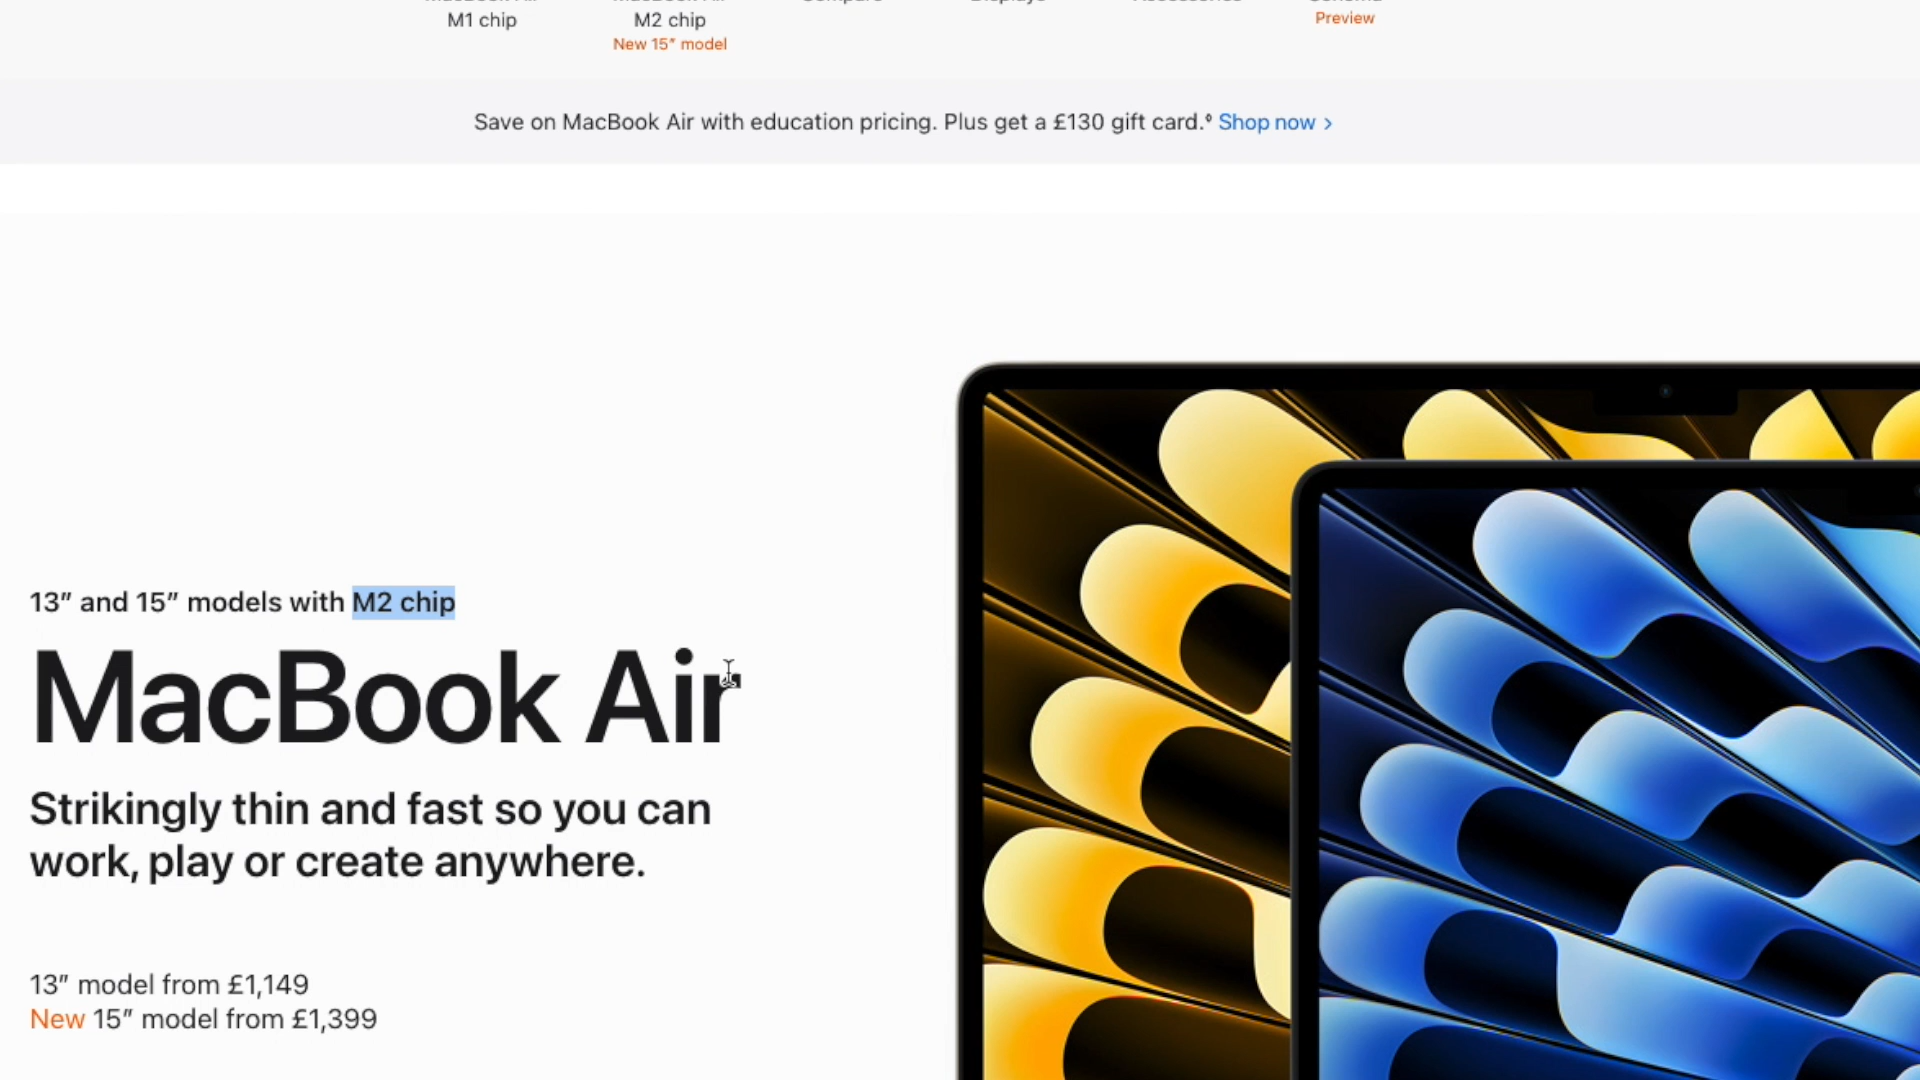 M1 chip
M2 chip
New 15″ model
Preview
Save on MacBook Air with education pricing. Plus get a £130 gift card.◊ Shop now >
13″ and 15″ models with M2 chip
MacBook Air
Strikingly thin and fast so you can
work, play or create anywhere.
13″ model from £1,149
New 15″ model from £1,399